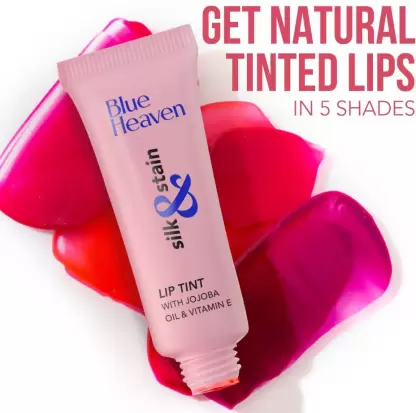 GET NATURAL
TINTED LIPS
IN 5 SHADES
Blue
Heaven
silk & stain
LIP TINT
WITH JOJOBA
OIL & VITAMIN E